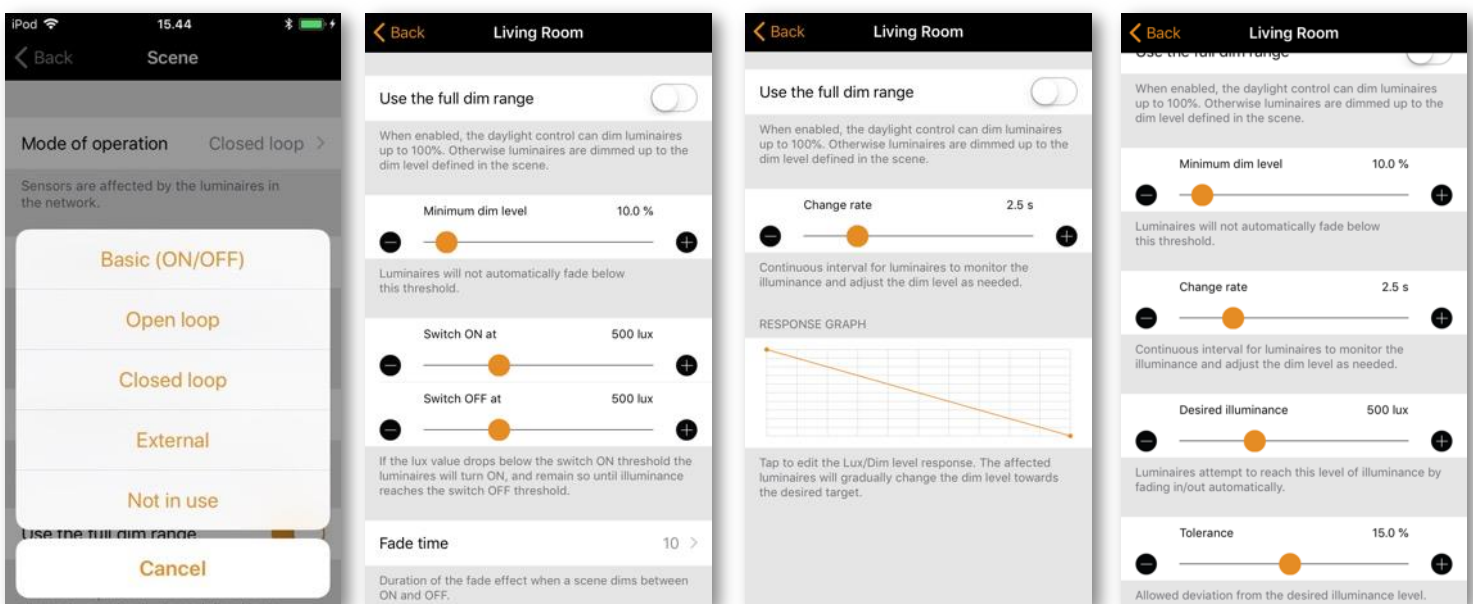 iPod 15.44
Back Scene
Mode of operation Closed loop
Sensors are affected by the luminaires in
the network.
Basic (ON/OFF)
Open loop
Closed loop
External
Not in use
Use the full dim range
Cancel
Back Living Room
Use the full dim range
When enabled, the daylight control can dim luminaires
up to 100%. Otherwise luminaires are dimmed up to the
dim level defined in the scene.
Minimum dim level 10.0 %
Luminaires will not automatically fade below
this threshold.
Switch ON at 500 lux
Switch OFF at 500 lux
If the lux value drops below the switch ON threshold the
luminaires will turn ON, and remain so until illuminance
reaches the switch OFF threshold.
Fade time 10
Duration of the fade effect when a scene dims between
ON and OFF.
Back Living Room
Use the full dim range
When enabled, the daylight control can dim luminaires
up to 100%. Otherwise luminaires are dimmed up to the
dim level defined in the scene.
Change rate 2.5 s
Continuous interval for luminaires to monitor the
illuminance and adjust the dim level as needed.
RESPONSE GRAPH
Tap to edit the Lux/Dim level response. The affected
luminaires will gradually change the dim level towards
the desired target.
Back Living Room
Use the full dim range
When enabled, the daylight control can dim luminaires
up to 100%. Otherwise luminaires are dimmed up to the
dim level defined in the scene.
Minimum dim level 10.0 %
Luminaires will not automatically fade below
this threshold.
Change rate 2.5 s
Continuous interval for luminaires to monitor the
illuminance and adjust the dim level as needed.
Desired illuminance 500 lux
Luminaires attempt to reach this level of illuminance by
fading in/out automatically.
Tolerance 15.0 %
Allowed deviation from the desired illuminance level.